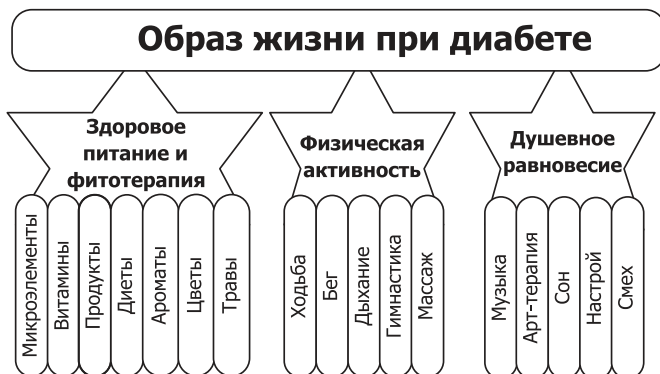 Образ жизни при диабете
Здоровое
питание и
фитотерапия
Физическая
активность
Душевное
равновесие
Микроэлементы
Витамины
Продукты
Диеты
Ароматы
Цветы
Травы
Ходьба
Бег
Дыхание
Гимнастика
Массаж
Музыка
Арт-терапия
Сон
Настрой
Смех